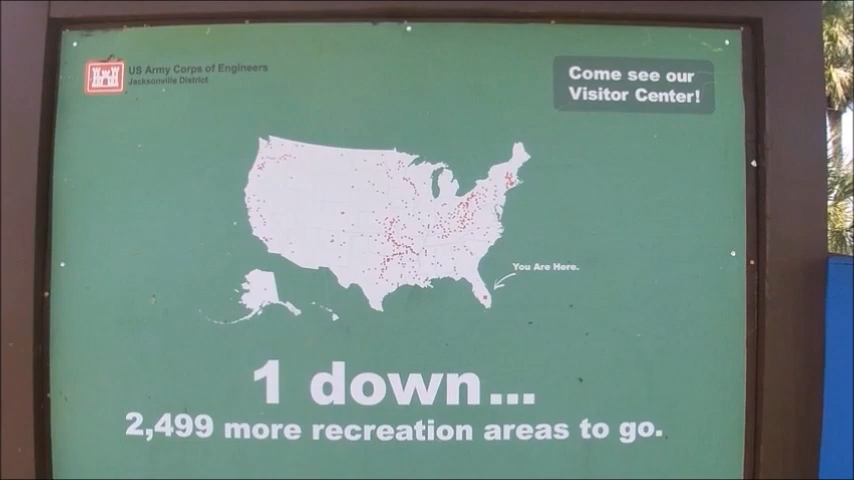 US Army Corps of Engineers
Jacksonville District
Come see our
Visitor Center!
You Are Here.
1 down...
2,499 more recreation areas to go.